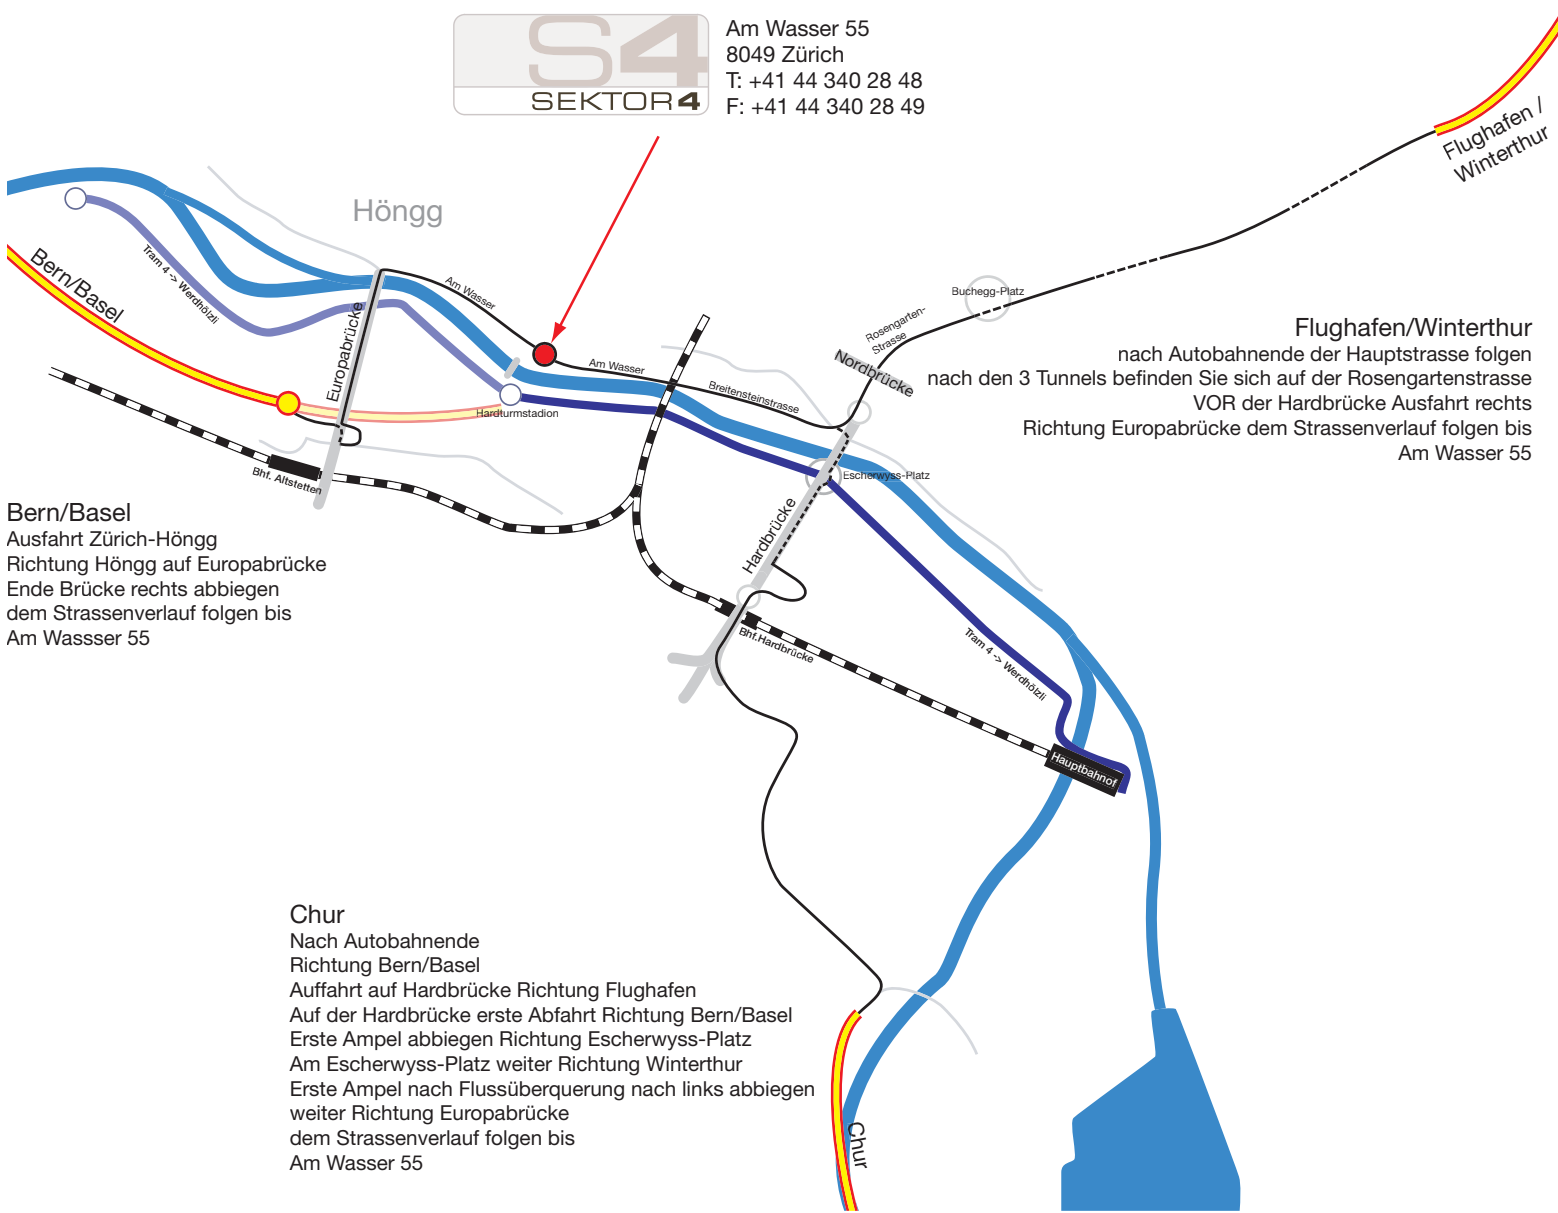 S4
SEKTOR4
Am Wasser 55
8049 Zürich
T: +41 44 340 28 48
F: +41 44 340 28 49
Flughafen /
Winterthur
Höngg
Bern/Basel
Tram 4 -> Werdhölzli
Europabrücke
Am Wasser
Am Wasser
Breitensteinstrasse
Hardturmstadion
Bhf. Altstetten
Buchegg-Platz
Rosengarten-
Strasse
Nordbrücke
Escherwyss-Platz
Hardbrücke
Bhf.Hardbrücke
Tram 4 -> Werdhölzli
Hauptbahnof
Flughafen/Winterthur
nach Autobahnende der Hauptstrasse folgen
nach den 3 Tunnels befinden Sie sich auf der Rosengartenstrasse
VOR der Hardbrücke Ausfahrt rechts
Richtung Europabrücke dem Strassenverlauf folgen bis
Am Wasser 55
Bern/Basel
Ausfahrt Zürich-Höngg
Richtung Höngg auf Europabrücke
Ende Brücke rechts abbiegen
dem Strassenverlauf folgen bis
Am Wassser 55
Chur
Nach Autobahnende
Richtung Bern/Basel
Auffahrt auf Hardbrücke Richtung Flughafen
Auf der Hardbrücke erste Abfahrt Richtung Bern/Basel
Erste Ampel abbiegen Richtung Escherwyss-Platz
Am Escherwyss-Platz weiter Richtung Winterthur
Erste Ampel nach Flussüberquerung nach links abbiegen
weiter Richtung Europabrücke
dem Strassenverlauf folgen bis
Am Wasser 55
Chur